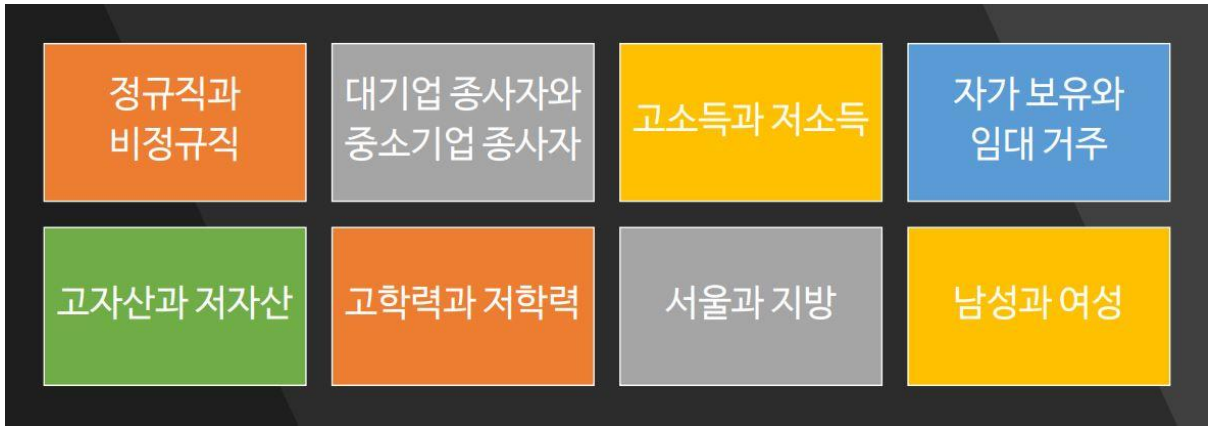 정규직과
비정규직
대기업 종사자와
중소기업 종사자
고소득과 저소득
자가 보유와
임대 거주
고자산과 저자산
고학력과 저학력
서울과 지방
남성과 여성